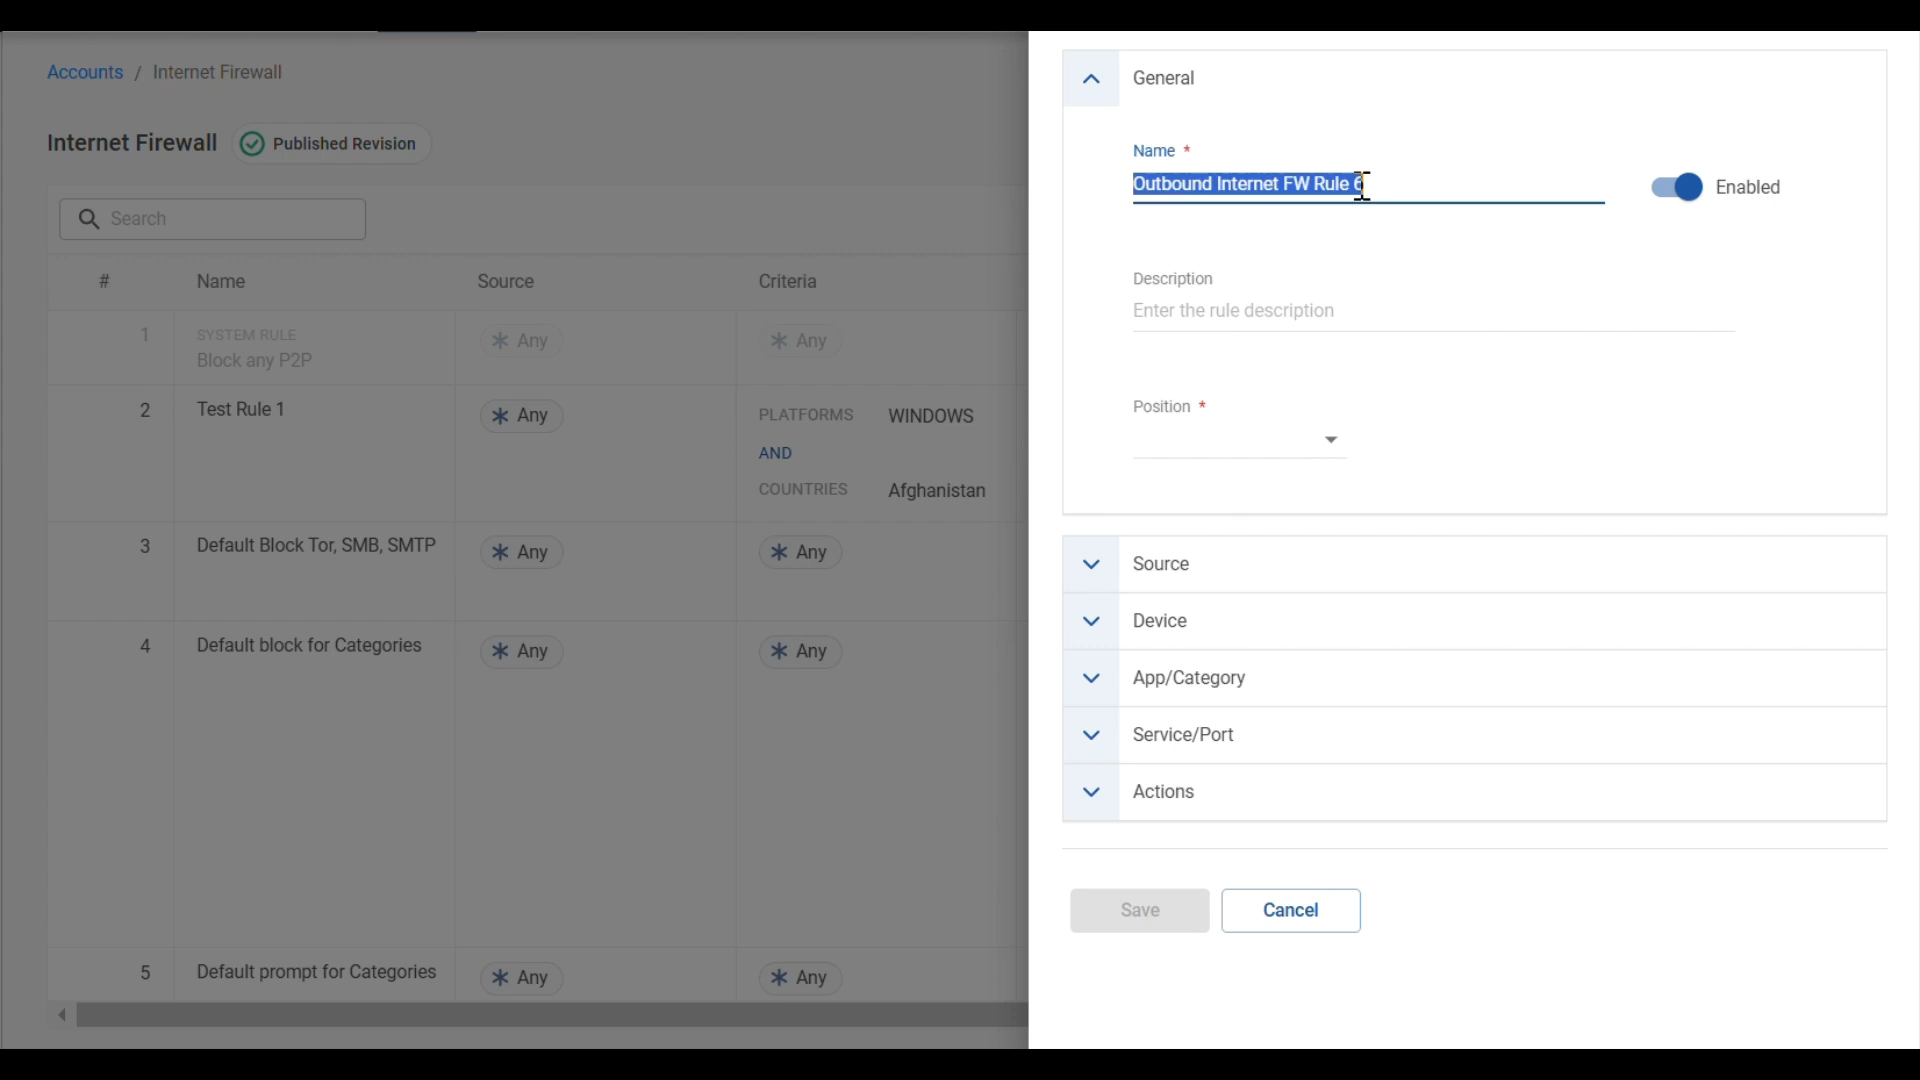 Accounts / Internet Firewall
Internet Firewall Published Revision
Search
# Name Source Criteria
1 SYSTEM RULE Any Any
Block any P2P
2 Test Rule 1 Any PLATFORMS WINDOWS
AND
COUNTRIES Afghanistan
3 Default Block Tor, SMB, SMTP Any Any
4 Default block for Categories Any Any
5 Default prompt for Categories Any Any
General
Name *
Outbound Internet FW Rule 6
Enabled
Description
Enter the rule description
Position *
Source
Device
App/Category
Service/Port
Actions
Save Cancel